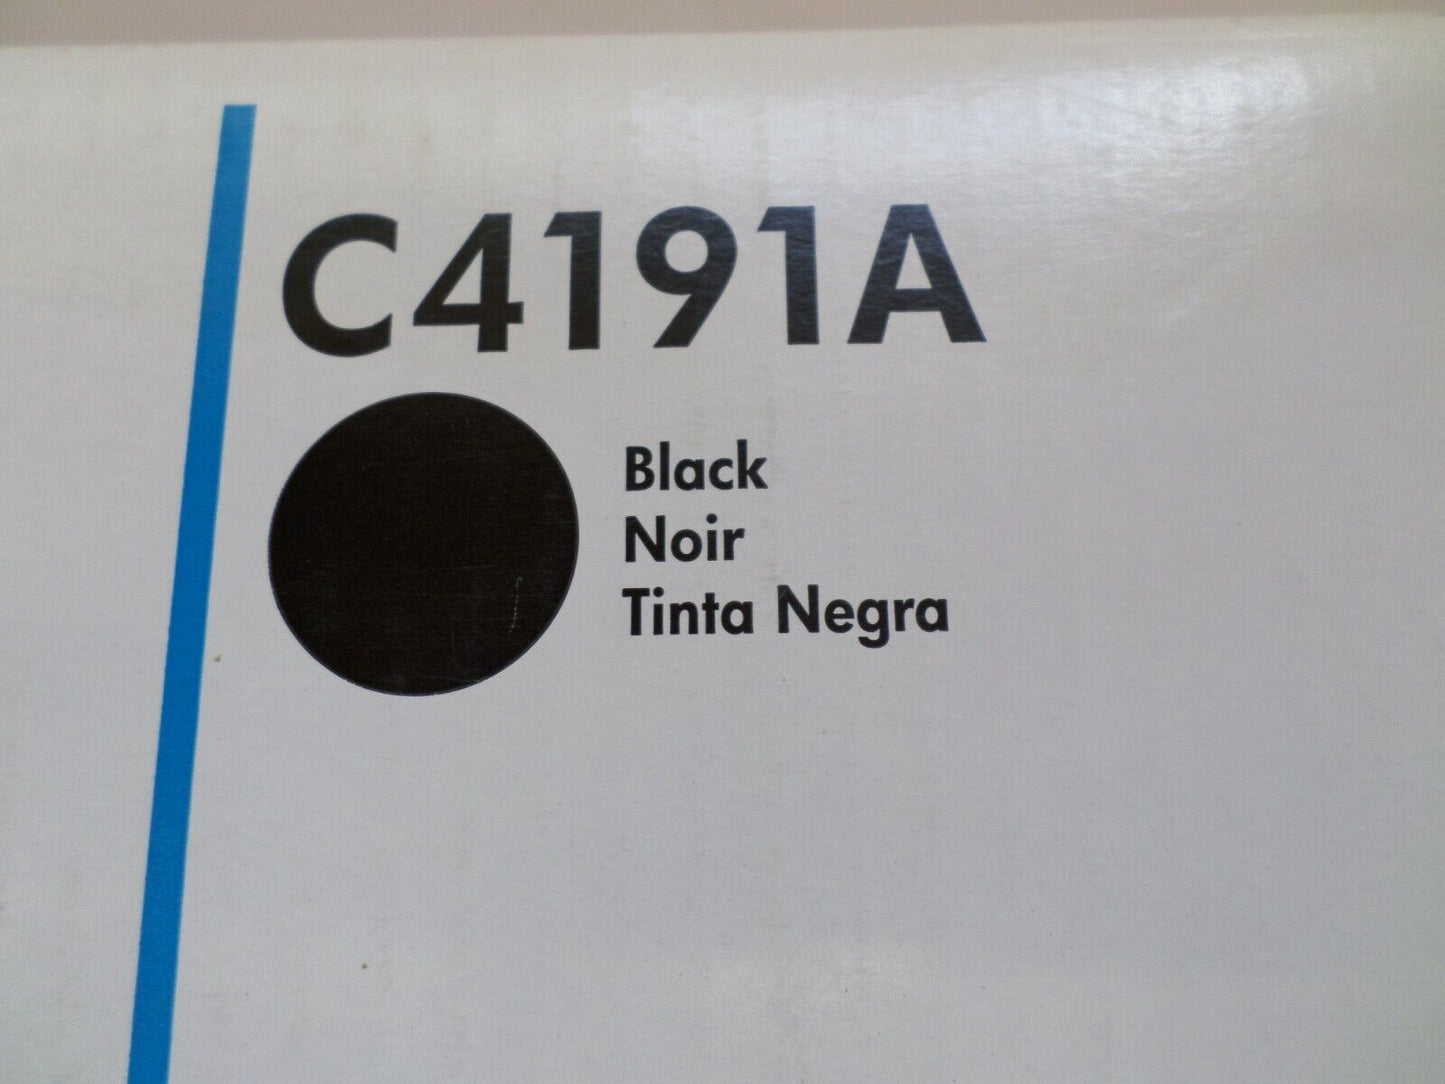 C4191A
Black
Noir
Tinta Negra